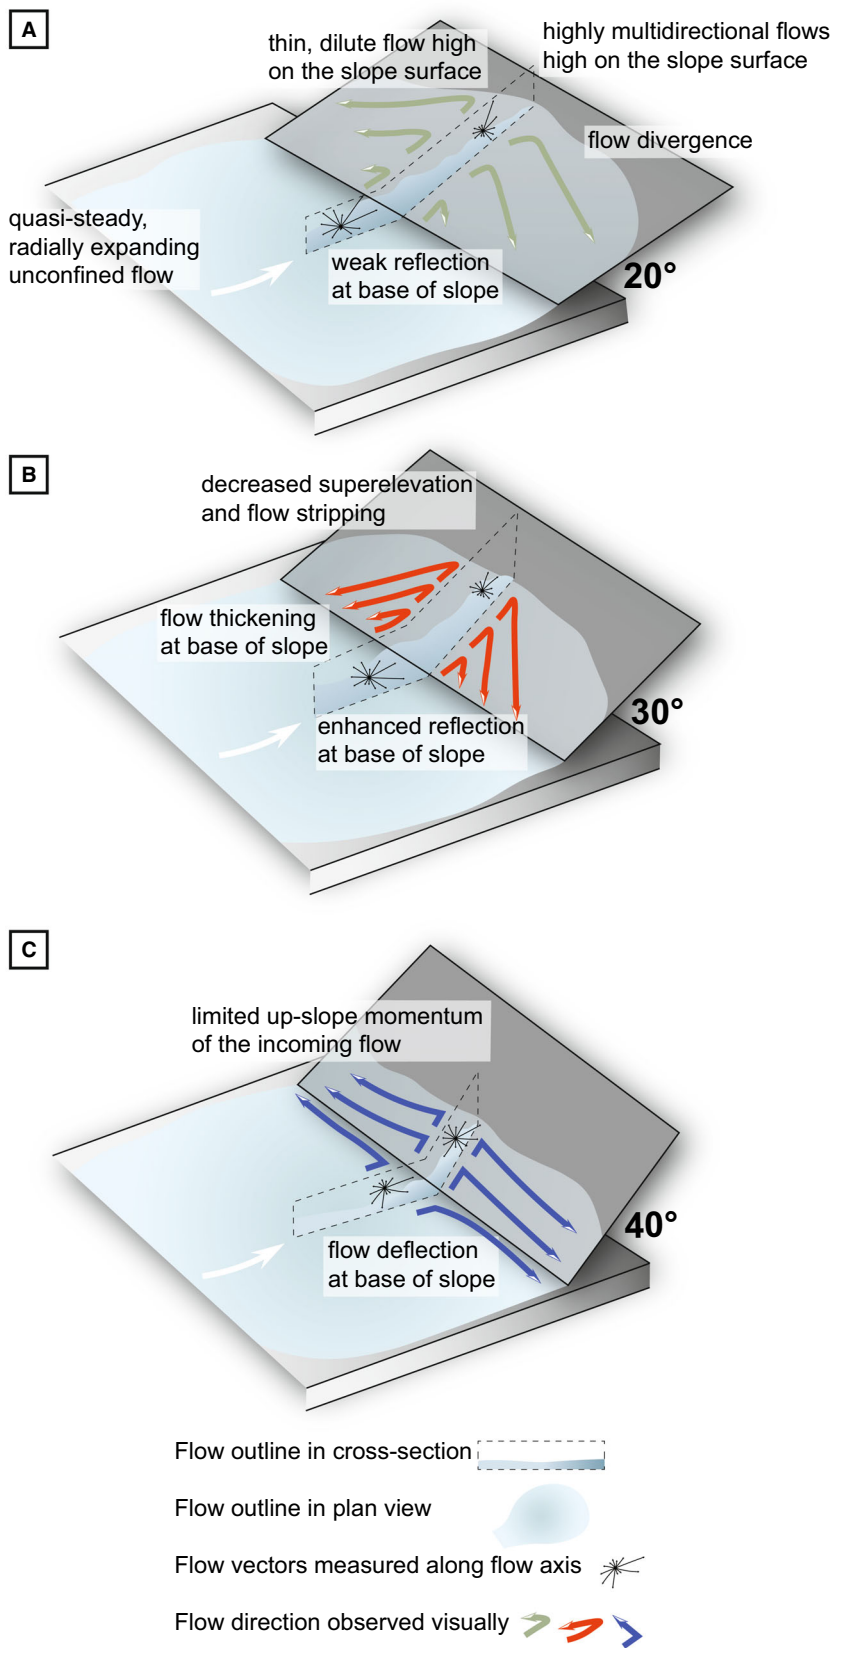 A
thin, dilute flow high
on the slope surface
highly multidirectional flows
high on the slope surface
flow divergence
quasi-steady,
radially expanding
unconfined flow
weak reflection
at base of slope
20°
B
decreased superelevation
and flow stripping
flow thickening
at base of slope
enhanced reflection
at base of slope
30°
C
limited up-slope momentum
of the incoming flow
flow deflection
at base of slope
40°
Flow outline in cross-section
Flow outline in plan view
Flow vectors measured along flow axis
Flow direction observed visually